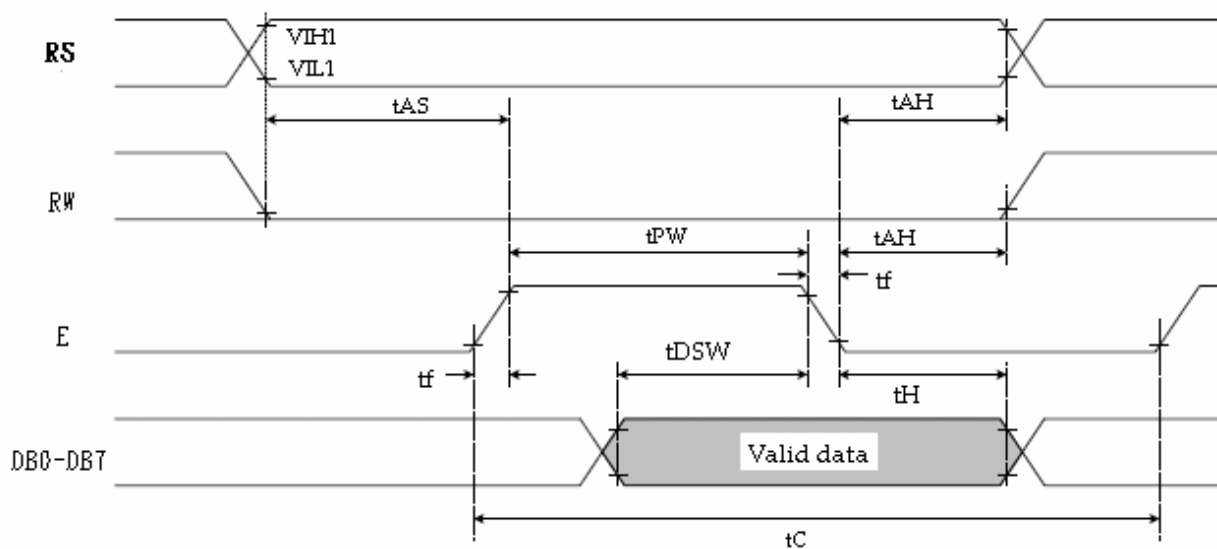 RS
VIH1
VIL1
tAS
tAH
RW
tPW
tAH
tf
E
tDSW
tf
tH
DB0-DB7
Valid data
tC